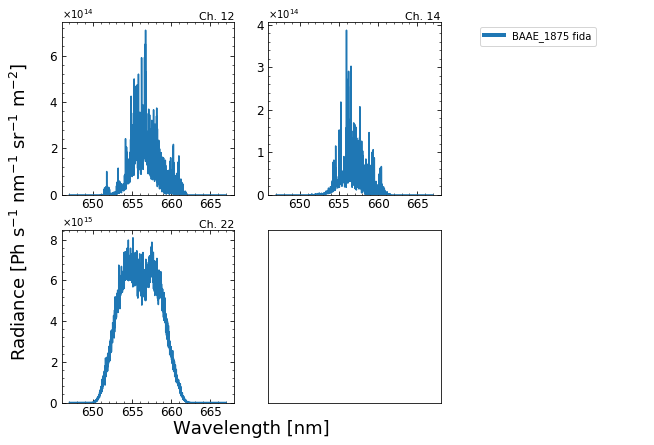 ×10¹⁴ Ch. 12
6
4
2
0
650 655 660 665
×10¹⁴ Ch. 14
4
3
2
1
0
650 655 660 665
BAAE_1875 fida
×10¹⁵ Ch. 22
8
6
4
2
0
650 655 660 665
Radiance [Ph s⁻¹ nm⁻¹ sr⁻¹ m⁻²]
Wavelength [nm]